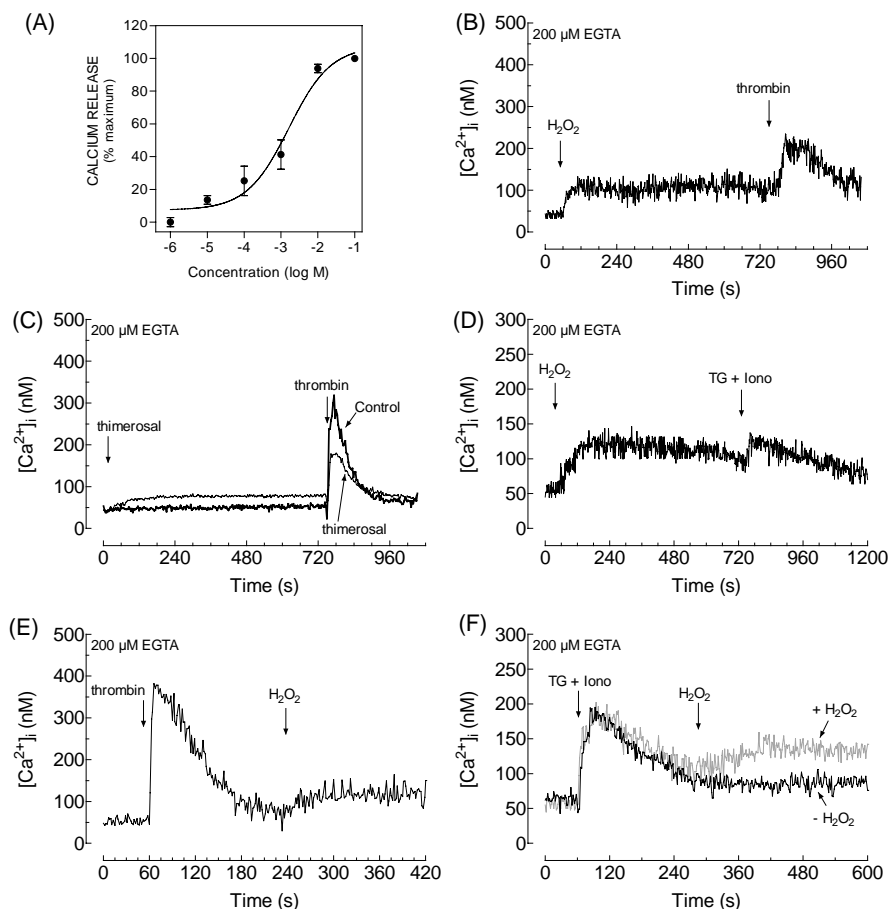 (A)
120
100
80
60
40
20
0
CALCIUM RELEASE
(% maximum)
-6 -5 -4 -3 -2 -1
Concentration (log M)
(B)
200 µM EGTA
500
400
300
200
100
0
[Ca²⁺]ᵢ (nM)
H₂O₂
thrombin
0 240 480 720 960
Time (s)
(C)
200 µM EGTA
500
400
300
200
100
0
[Ca²⁺]ᵢ (nM)
thimerosal
thrombin
Control
thimerosal
0 240 480 720 960
Time (s)
(D)
200 µM EGTA
300
250
200
150
100
50
0
[Ca²⁺]ᵢ (nM)
H₂O₂
TG + Iono
0 240 480 720 960 1200
Time (s)
(E)
200 µM EGTA
500
400
300
200
100
0
[Ca²⁺]ᵢ (nM)
thrombin
H₂O₂
0 60 120 180 240 300 360 420
Time (s)
(F)
200 µM EGTA
300
250
200
150
100
50
0
[Ca²⁺]ᵢ (nM)
TG + Iono
H₂O₂
+ H₂O₂
- H₂O₂
0 120 240 360 480 600
Time (s)